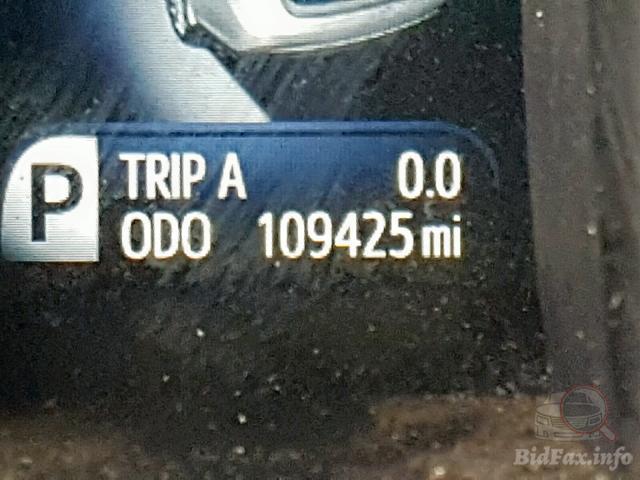 P
TRIP A 0.0
ODO 109425 mi
BidFax.info